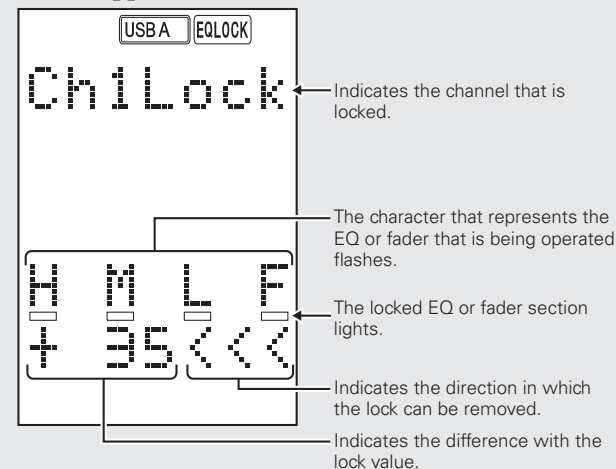 USB A EQLOCK
Ch1Lock
Indicates the channel that is
locked.
The character that represents the
EQ or fader that is being operated
flashes.
H M L F
The locked EQ or fader section
lights.
+ 35 <<<
Indicates the direction in which
the lock can be removed.
Indicates the difference with the
lock value.